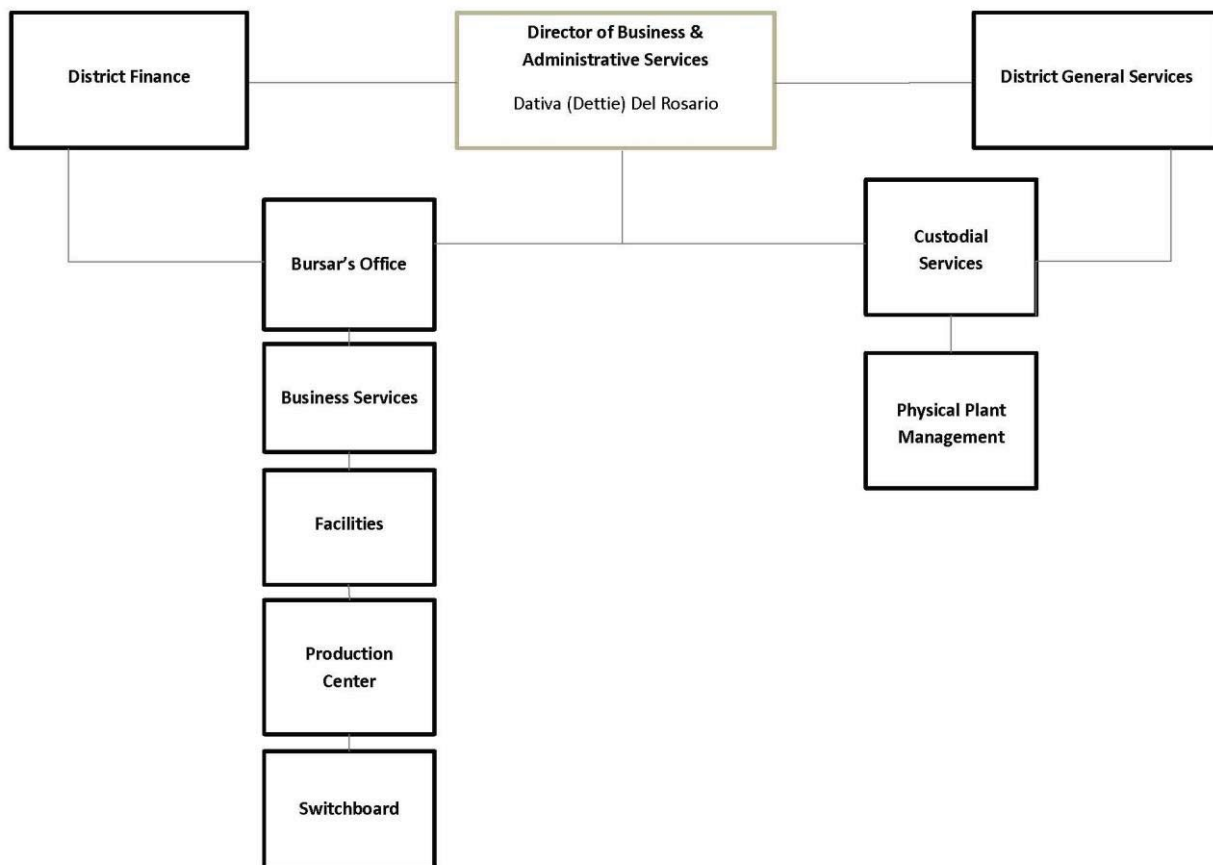 District Finance
Director of Business &
Administrative Services
Dativa (Dettie) Del Rosario
District General Services
Bursar's Office
Custodial
Services
Business Services
Physical Plant
Management
Facilities
Production
Center
Switchboard